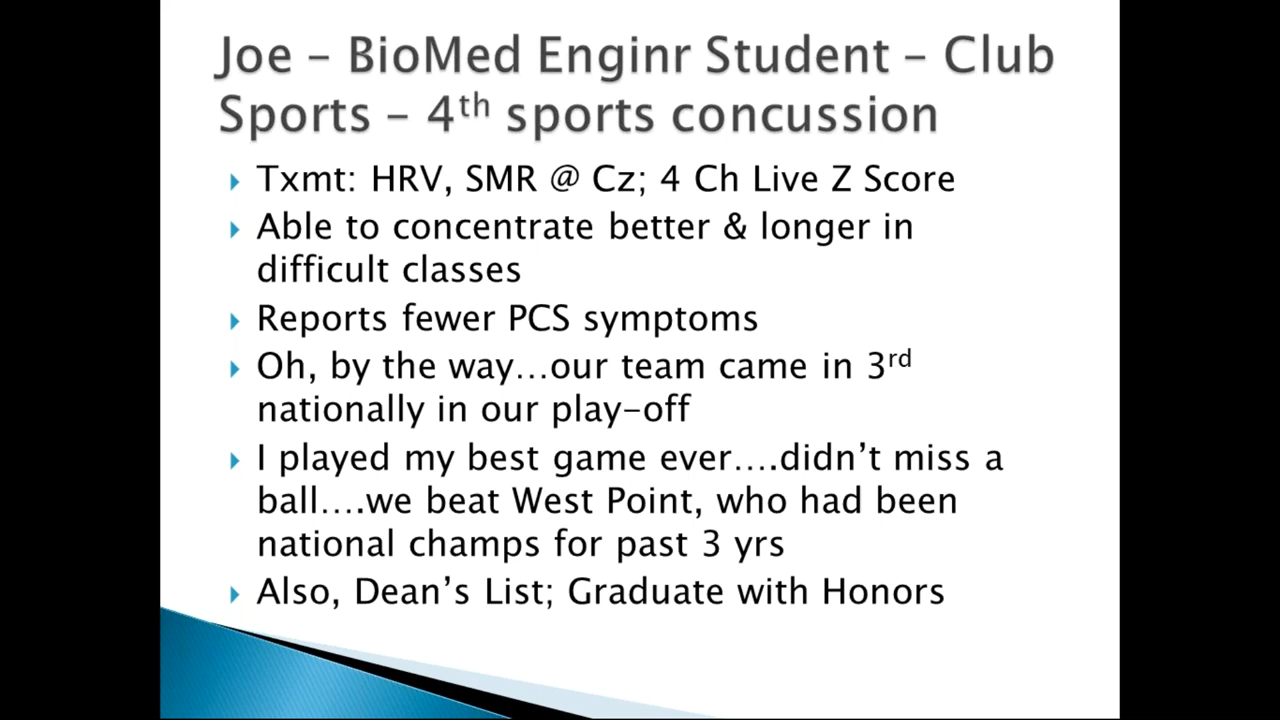 Joe – BioMed Enginr Student – Club
Sports – 4th sports concussion
Txmt: HRV, SMR @ Cz; 4 Ch Live Z Score
Able to concentrate better & longer in
difficult classes
Reports fewer PCS symptoms
Oh, by the way…our team came in 3rd
nationally in our play-off
I played my best game ever….didn’t miss a
ball….we beat West Point, who had been
national champs for past 3 yrs
Also, Dean’s List; Graduate with Honors